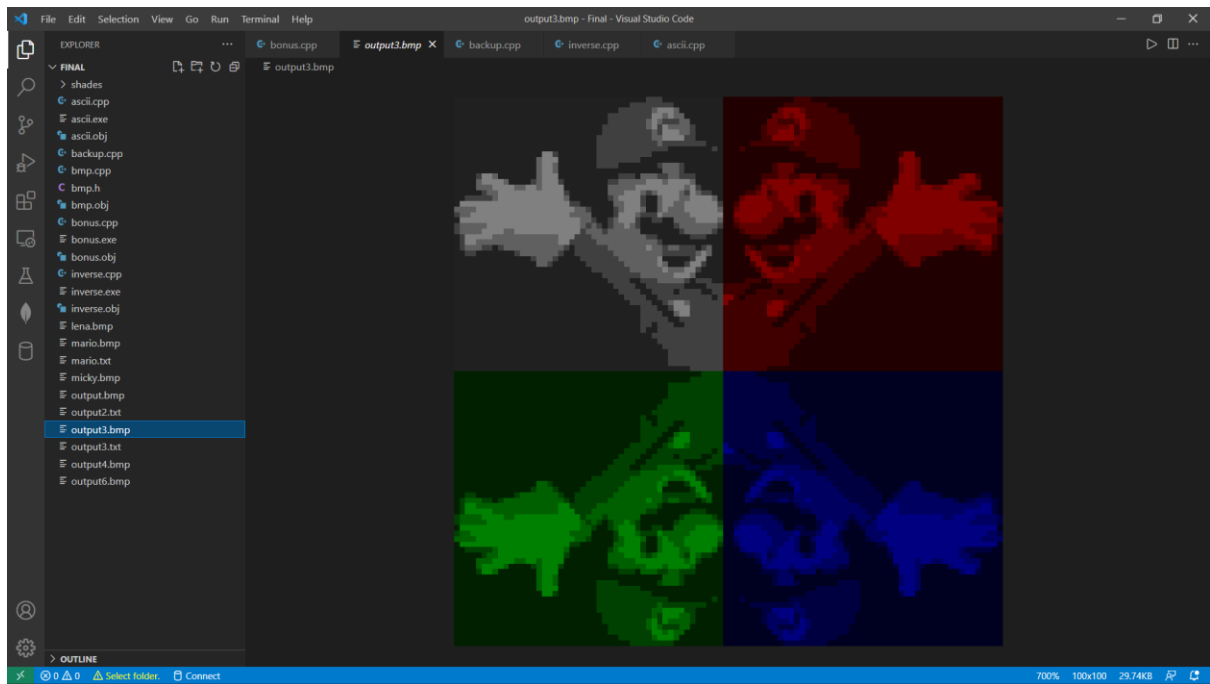 File Edit Selection View Go Run Terminal Help output3.bmp - Final - Visual Studio Code
EXPLORER
bonus.cpp output3.bmp backup.cpp inverse.cpp ascii.cpp
FINAL
output3.bmp
shades
ascii.cpp
ascii.exe
ascii.obj
backup.cpp
bmp.cpp
C bmp.h
bmp.obj
bonus.cpp
bonus.exe
bonus.obj
inverse.cpp
inverse.exe
inverse.obj
lena.bmp
mario.bmp
mario.txt
micky.bmp
output.bmp
output2.txt
output3.bmp
output3.txt
output4.bmp
output6.bmp
OUTLINE
0 0 Select folder. Connect 700% 100x100 29.74KB